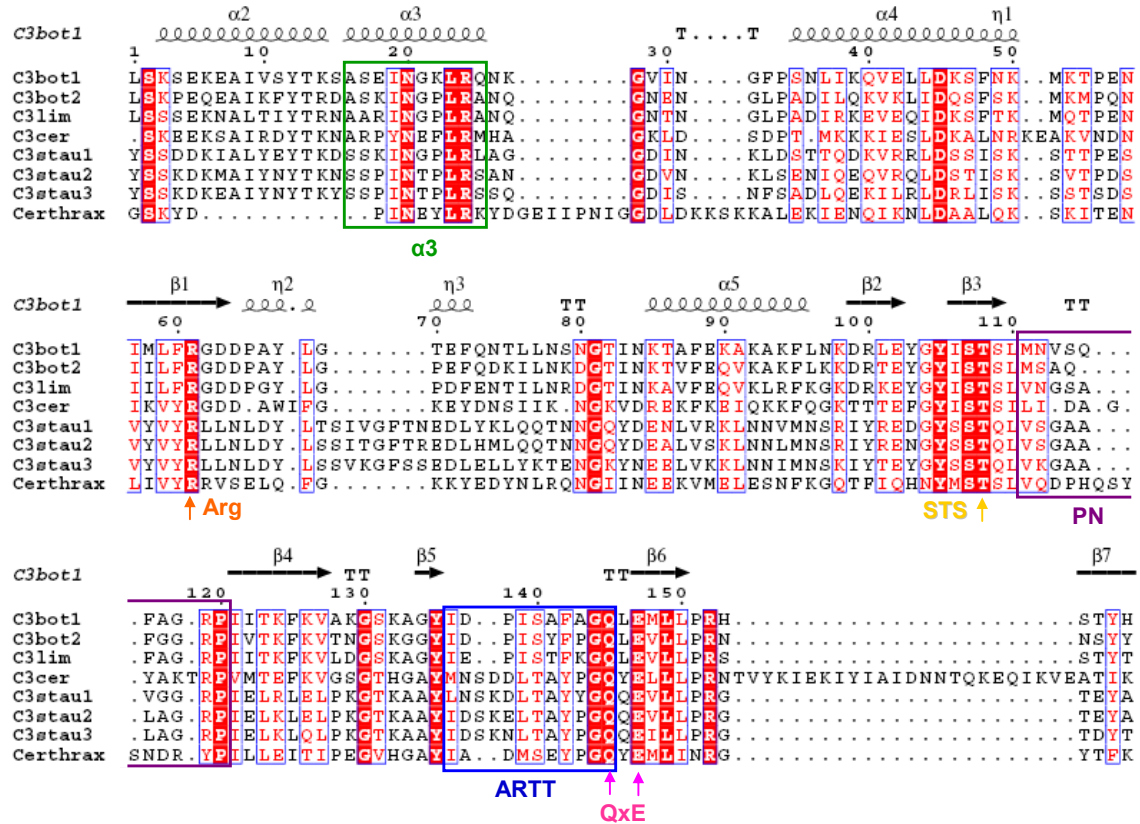 α2 α3 α4 η1
C3bot1 T....T
1 10 20 30 40 50
C3bot1 LSKSEKEAIVSYTKSASEINGKLRQNK........GVIN....GFPSNLIKQVELLDKSFNK..MKTPEN
C3bot2 LSKPEQEAIKFYTRDASKINGPLRANQ........GNEN....GLPADILQKVKLIDQSFSK..MKMPQN
C3lim LSSSEKNALTIYTRNAARINGPLRANQ........GNTN....GLPADIRKEVEQIDKSFTK..MQTPEN
C3cer .SKEEKSAIRDYTKNARPYNEFLRMHA........GKLD....SDPT.MKKKIESLDKALNRKEAKVNDN
C3stau1 YSSDDKIALYEYTKDSSKINGPLRLAG........GDIN....KLDSTTQDKVRRLDSSISK..STTPES
C3stau2 YSSKDKMAIYNYTKNSSKINGPLRSAN........GDVN....KLSENIQEQVRQLDSTISK..SVTPDS
C3stau3 YSSKDKEAIYNYTKYSSPINTPLRSSQ........GDIS....NFSADLQEKILRLDRLISK..SSTSDS
Certhrax GSKYD............PINEYLRKYDGEIIPNIGGDLDKKSKKALEKIENQIKNLDAALQK..SKITEN
α3
β1 η2 η3 α5 β2 β3
C3bot1 TT TT
60 70 80 90 100 110
C3bot1 IMLFRGDDPAY.LG.......TEFQNTLLNSNGTINKTAFEKAKAKFLNKDRLEYGYISTSLMNVSQ....
C3bot2 IILFRGDDPAY.LG.......PEFQDKILNKDGTINKTVFEQVKAKFLKKDRTEYGYISTSLMSAQ....
C3lim IILFRGDDPGY.LG.......PDFENTILNRDGTINKAVFEQVKLRFKGKDRKEYGYISTSLVNGSA....
C3cer IKVYRGDD.AWIFG.......KEYDNSIIK.NGKVDREKFKEIQKKFQGKTTTEFGYISTSILI.DA.G.
C3stau1 VYVYRLLNLDY.LTSIVGFTNEDLYKLQQTNNGQYDENLVRKLNNVMNSRIYREDGYSSTQLVSGAA....
C3stau2 VYVYRLLNLDY.LSSITGFTREDLHMLQQTNNGQYDEALVSKLNNLMNSRIYRENGYSSTQLVSGAA....
C3stau3 VYVYRLLNLDY.LSSVKGFSSEDLELLYKTENGKYNEELVKKLNNIMNSKIYTEYGYSSTQLVKGAA....
Certhrax LIVYRRVSELQ.FG.......KKYEDYNLRQNGIINEEKVMELESNFKGQTFIQHNYMSTSLVQDPHQSY
Arg STS PN
β4 β5 β6 β7
C3bot1 TT TT
120 130 140 150
C3bot1 .FAG.RPIITKFKVAKGSKAGYID..PISAFAGQLEMLLPRH........................STYH
C3bot2 .FGG.RPIVTKFKVTNGSKGGYID..PISYFPGQLEVLLPRN........................NSYY
C3lim .FAG.RPIITKFKVLDGSKAGYIE..PISTFKGQLEVLLPRS........................STYT
C3cer .YAKTRPVMTEFKVGSGTHGAYMNSDDLTAYPGQYELLLPRNTVYKIEKIYIAIDNNTQKEQIKVEATIK
C3stau1 .VGG.RPIELRLELPKGTKAAYLNSKDLTAYYGQQEVLLPRG........................TEYA
C3stau2 .LAG.RPIELKLELPKGTKAAYIDSKELTAYPGQQEVILPRG........................TEYA
C3stau3 .LAG.RPIELKLQLPKGTKAAYIDSKNLTAYPGQQEILLPRG........................TDYT
Certhrax SNDR.YPILLEITIPEGVHGAYIA..DMSEYPGQYEMLINRG........................YTFK
ARTT QxE